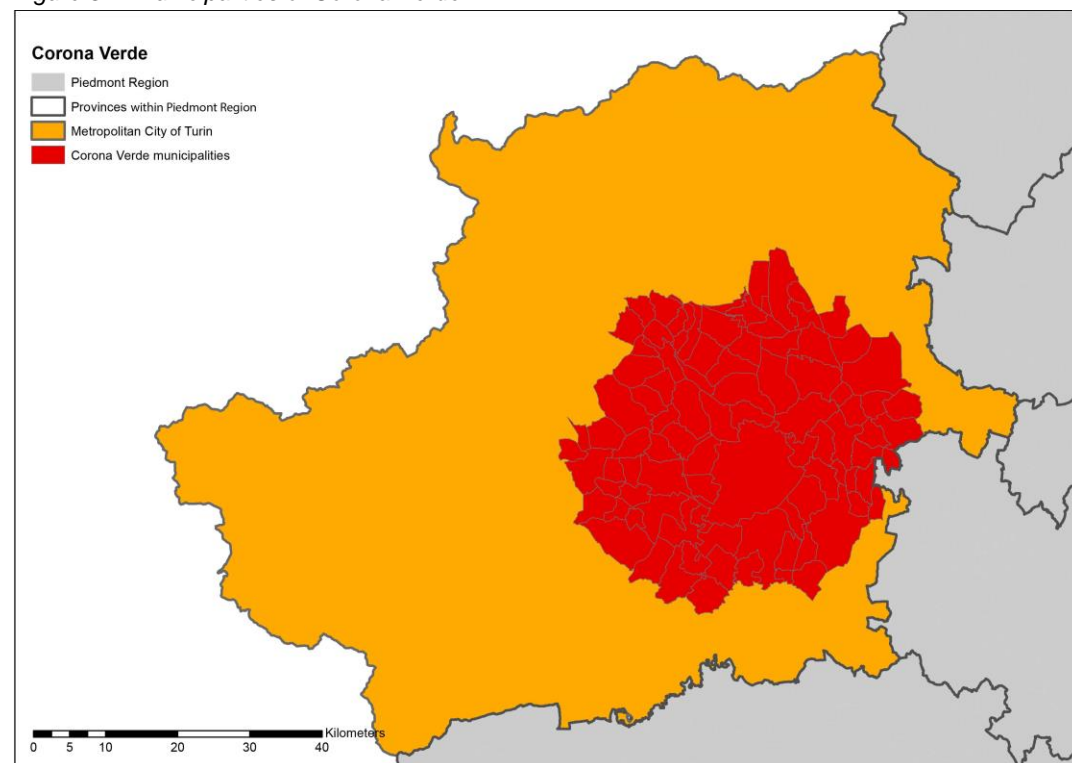 Corona Verde
Piedmont Region
Provinces within Piedmont Region
Metropolitan City of Turin
Corona Verde municipalities
Kilometers
0 5 10 20 30 40